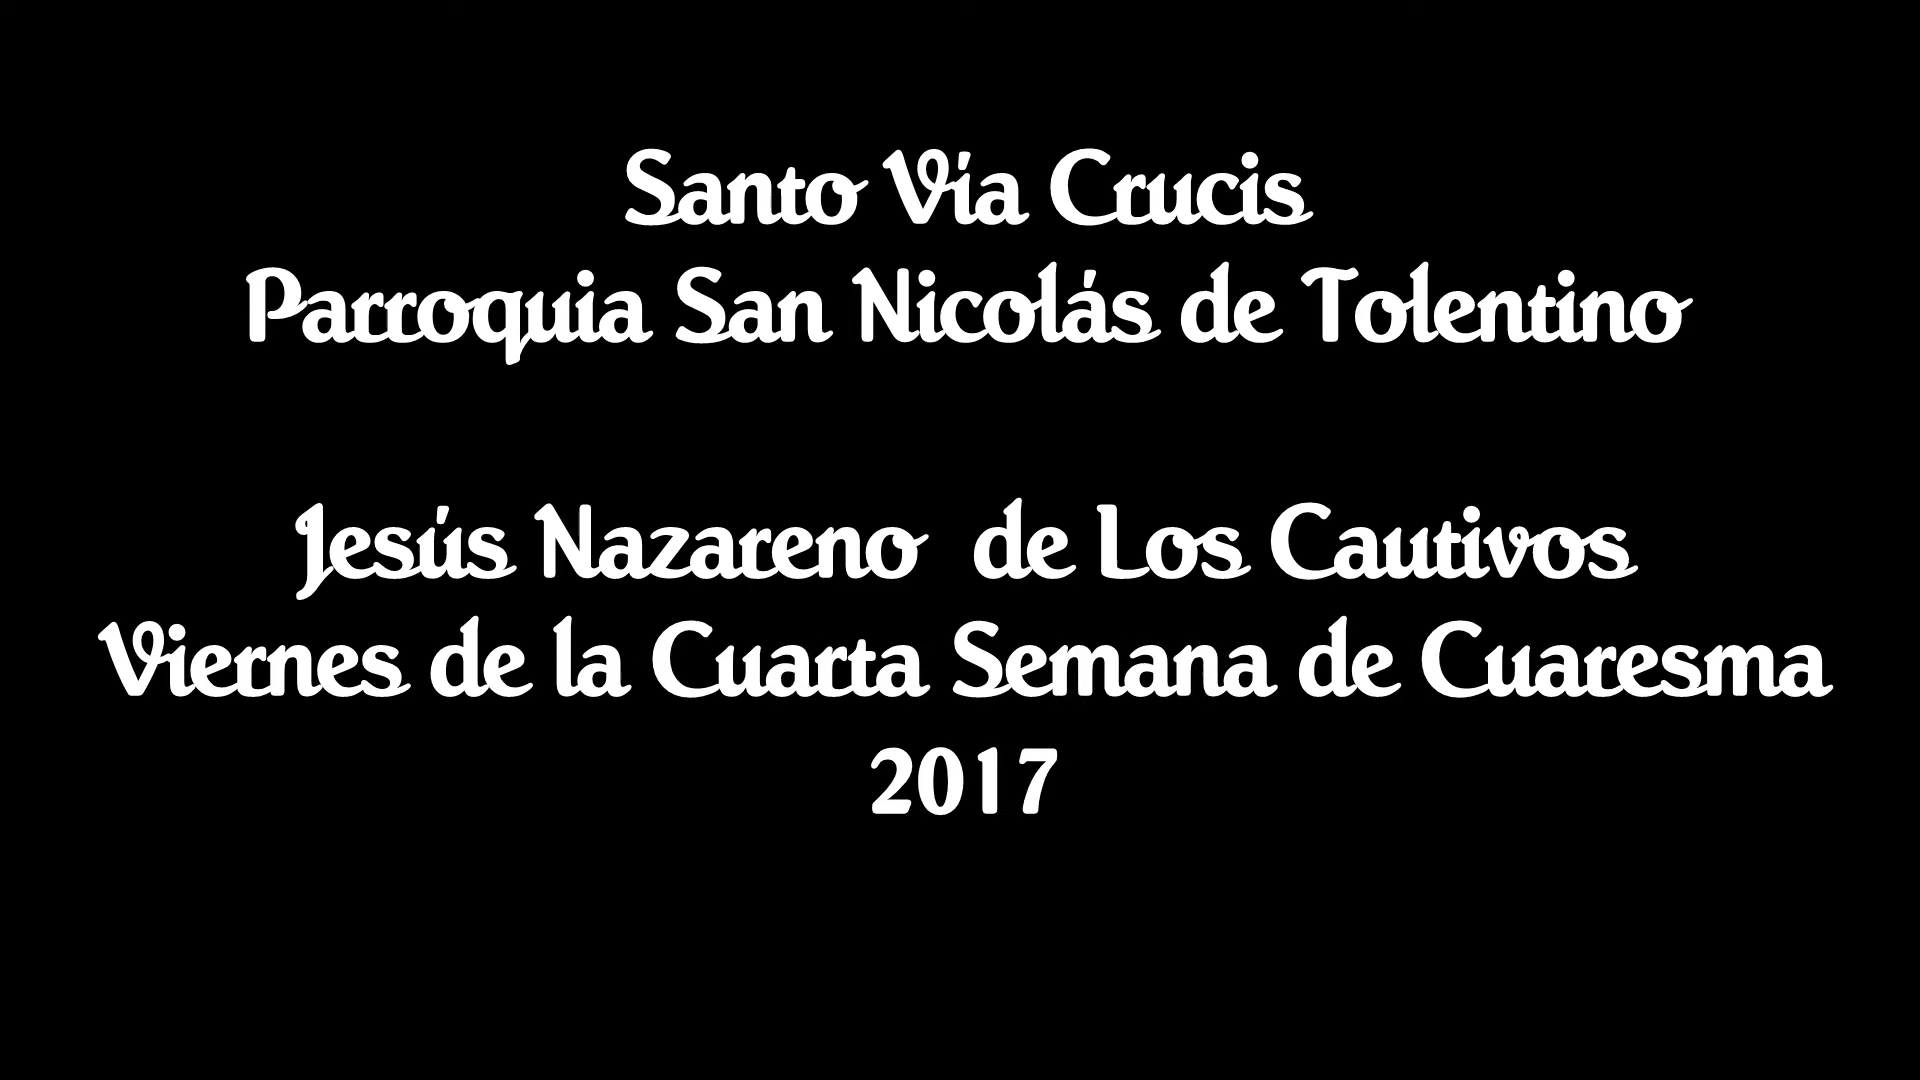 Santo Vía Crucis
Parroquia San Nicolás de Tolentino
Jesús Nazareno  de Los Cautivos
Viernes de la Cuarta Semana de Cuaresma
2017